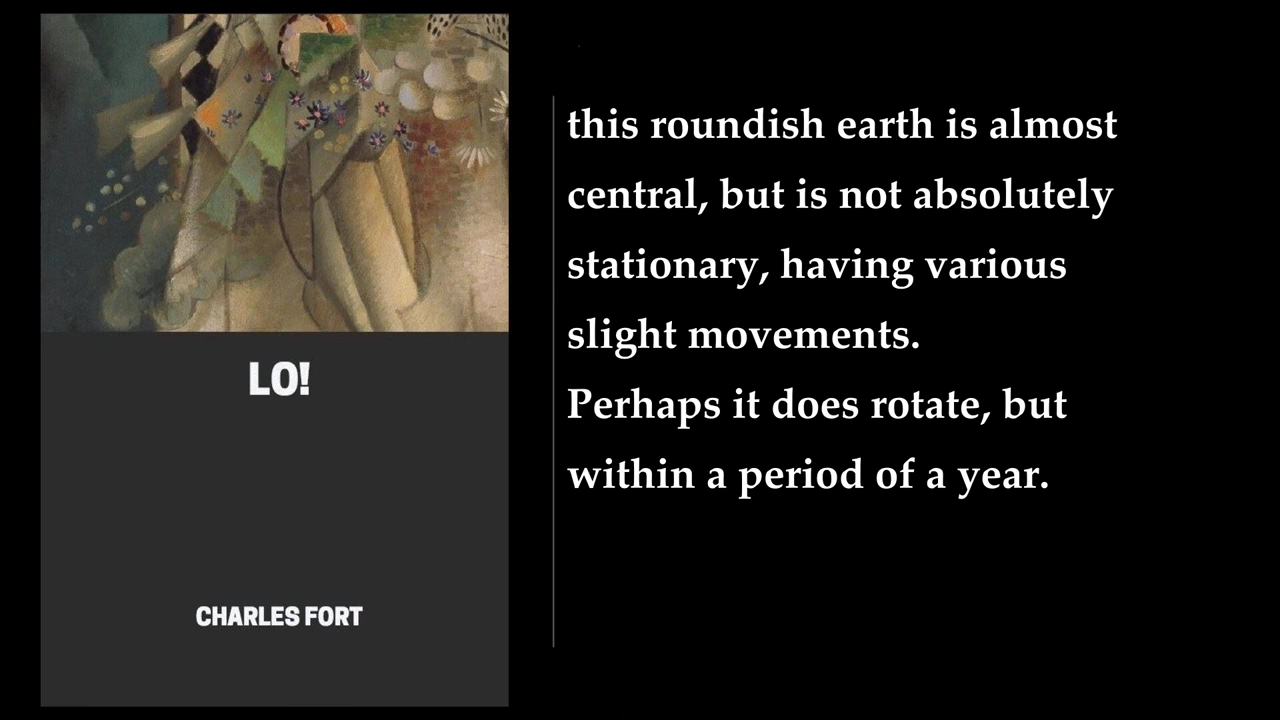 LO!
CHARLES FORT
this roundish earth is almost
central, but is not absolutely
stationary, having various
slight movements.
Perhaps it does rotate, but
within a period of a year.